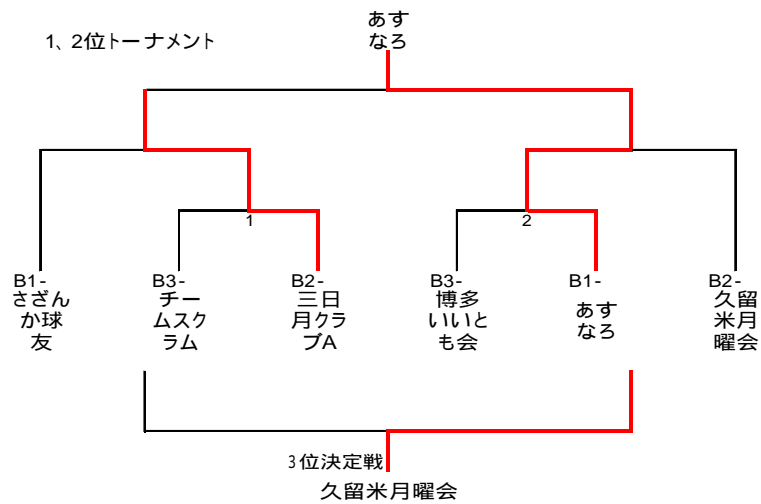 あす
なろ
1、2位トーナメント
1
2
B1-
さざん
か球
友
B3-
チー
ムスク
ラム
B2-
三日
月クラ
ブA
B3-
博多
いいと
も会
B1-
あす
なろ
B2-
久留
米月
曜会
3位決定戦
久留米月曜会